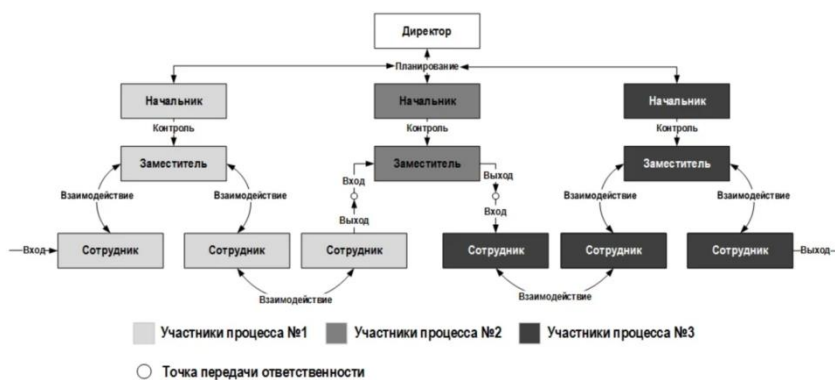 Директор
Планирование
Начальник
Начальник
Начальник
Контроль
Контроль
Контроль
Заместитель
Заместитель
Заместитель
Взаимодействие
Взаимодействие
Вход
Выход
Выход
Вход
Взаимодействие
Взаимодействие
Вход
Сотрудник
Сотрудник
Сотрудник
Сотрудник
Сотрудник
Сотрудник
Выход
Взаимодействие
Взаимодействие
Участники процесса №1
Участники процесса №2
Участники процесса №3
Точка передачи ответственности